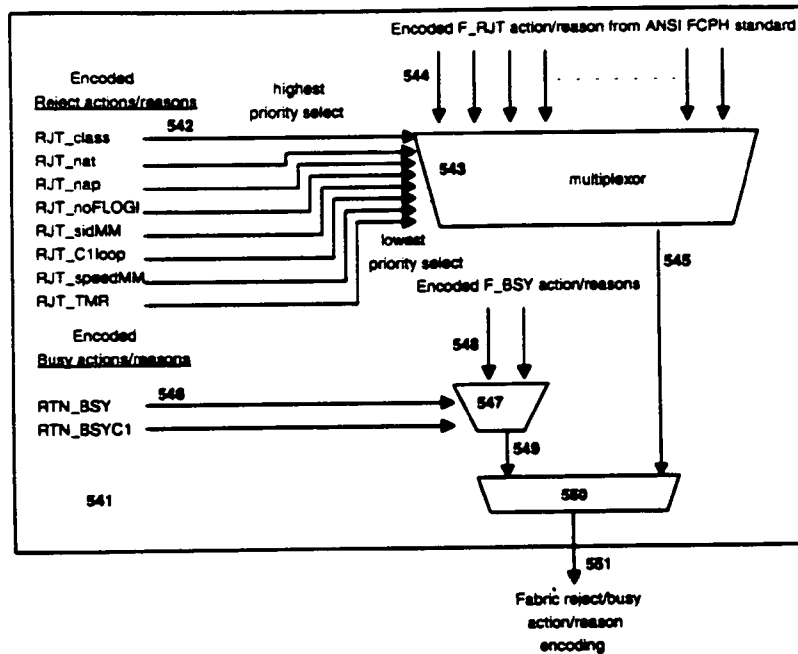 Encoded F_RJT action/reason from ANSI FCPH standard
544
Encoded
Reject actions/reasons
highest
priority select
542
RJT_class
RJT_nat
RJT_nap
RJT_noFLOGI
RJT_sidMM
RJT_C1loop
RJT_speedMM
RJT_TMR
543
multiplexor
lowest
priority select
545
Encoded F_BSY action/reasons
548
Encoded
Busy actions/reasons
546
RTN_BSY
RTN_BSYC1
547
549
541
550
551
Fabric reject/busy
action/reason
encoding